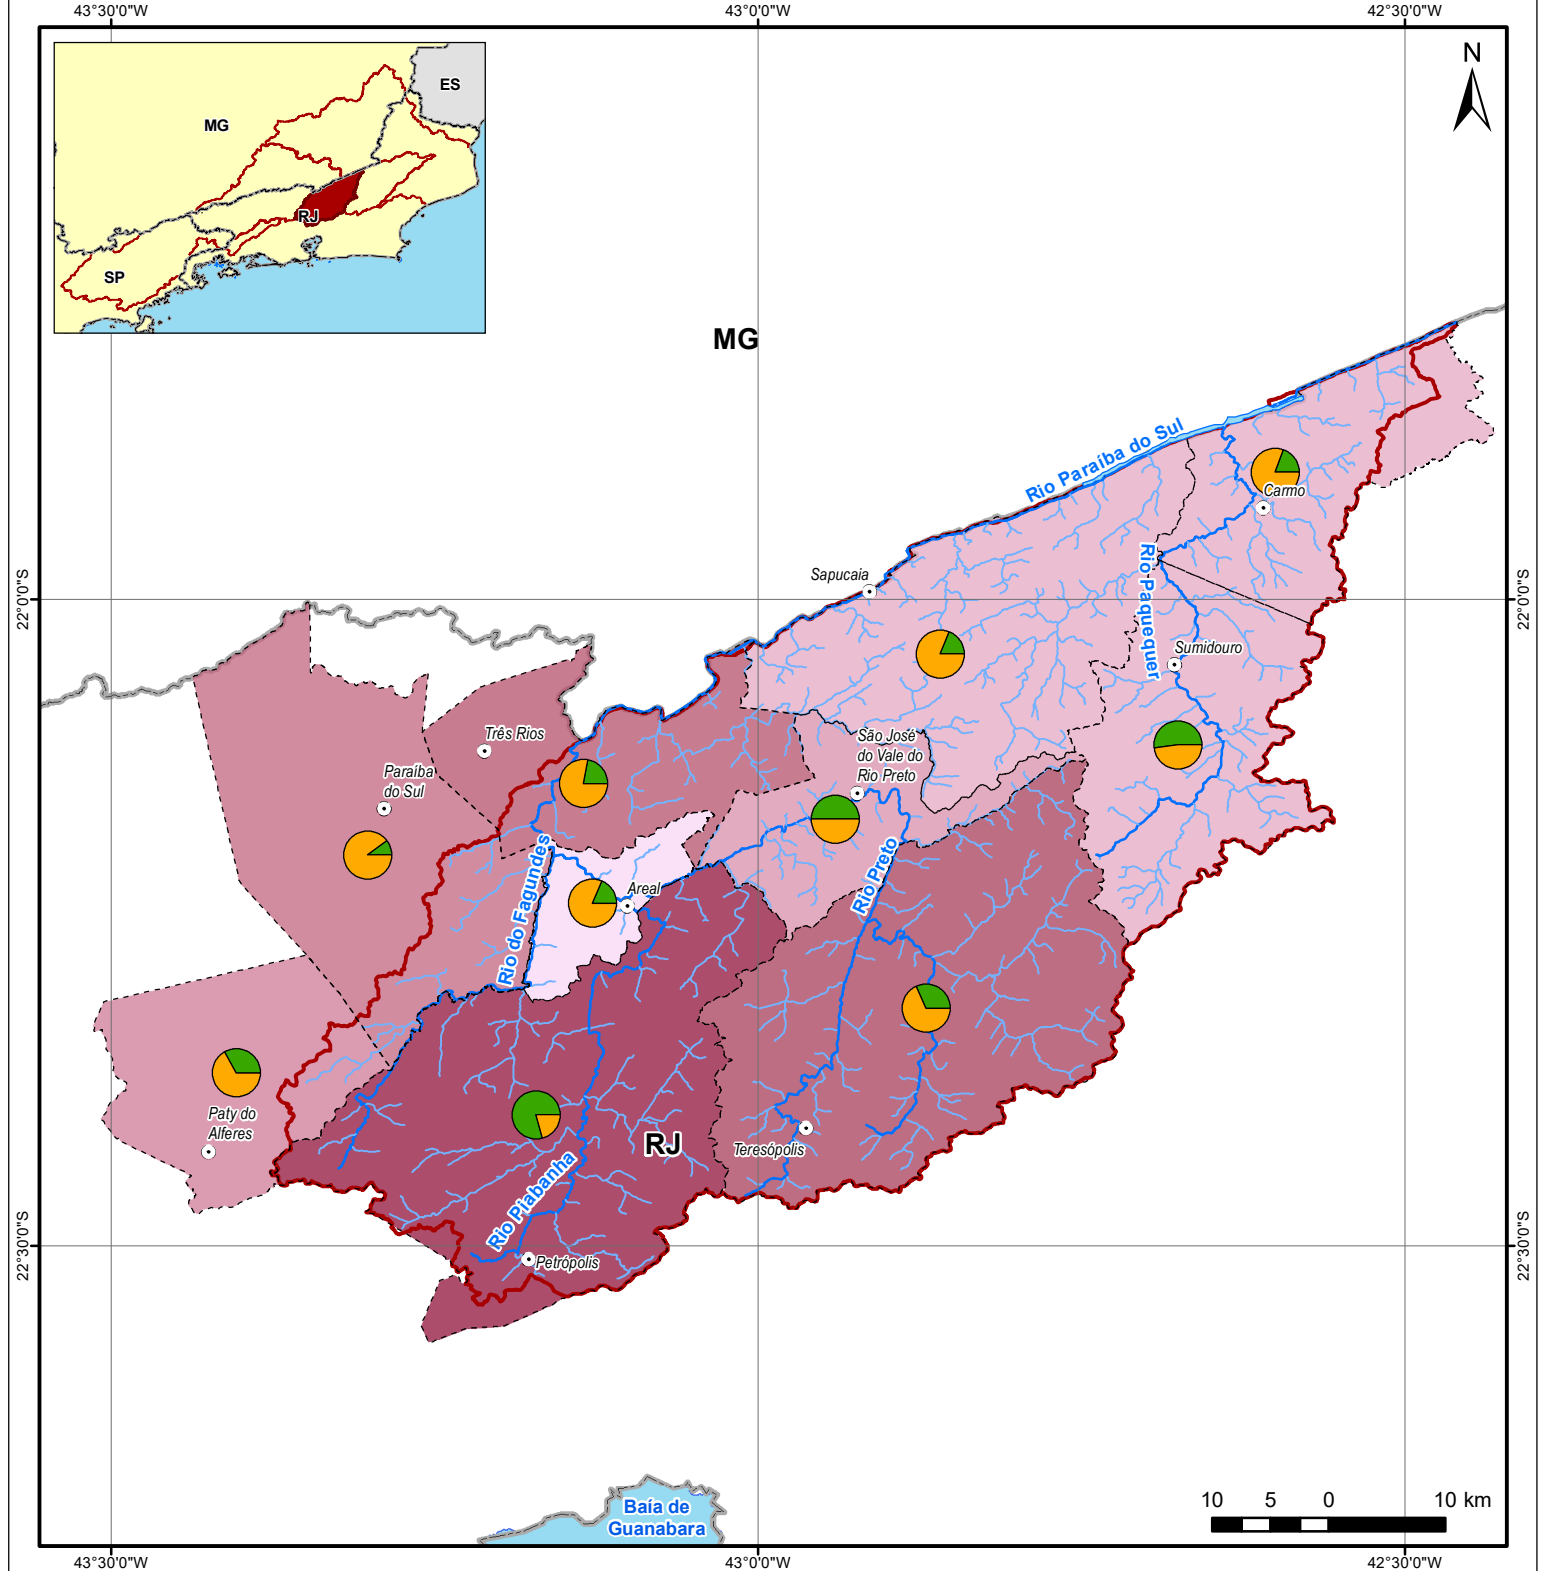 43°30'0"W
43°0'0"W
42°30'0"W
N
ES
MG
RJ
SP
MG
Rio Paraíba do Sul
Carmo
Rio Paquequer
Sapucaia
22°0'0"S
22°0'0"S
Sumidouro
Três Rios
São José
do Vale do
Rio Preto
Paraíba
do Sul
Rio Preto
Rio do Fagundes
Areal
Paty do
Alferes
RJ
Teresópolis
Rio Piabanha
Petrópolis
22°30'0"S
22°30'0"S
Baía de
Guanabara
10 5 0 10 km
43°30'0"W
43°0'0"W
42°30'0"W